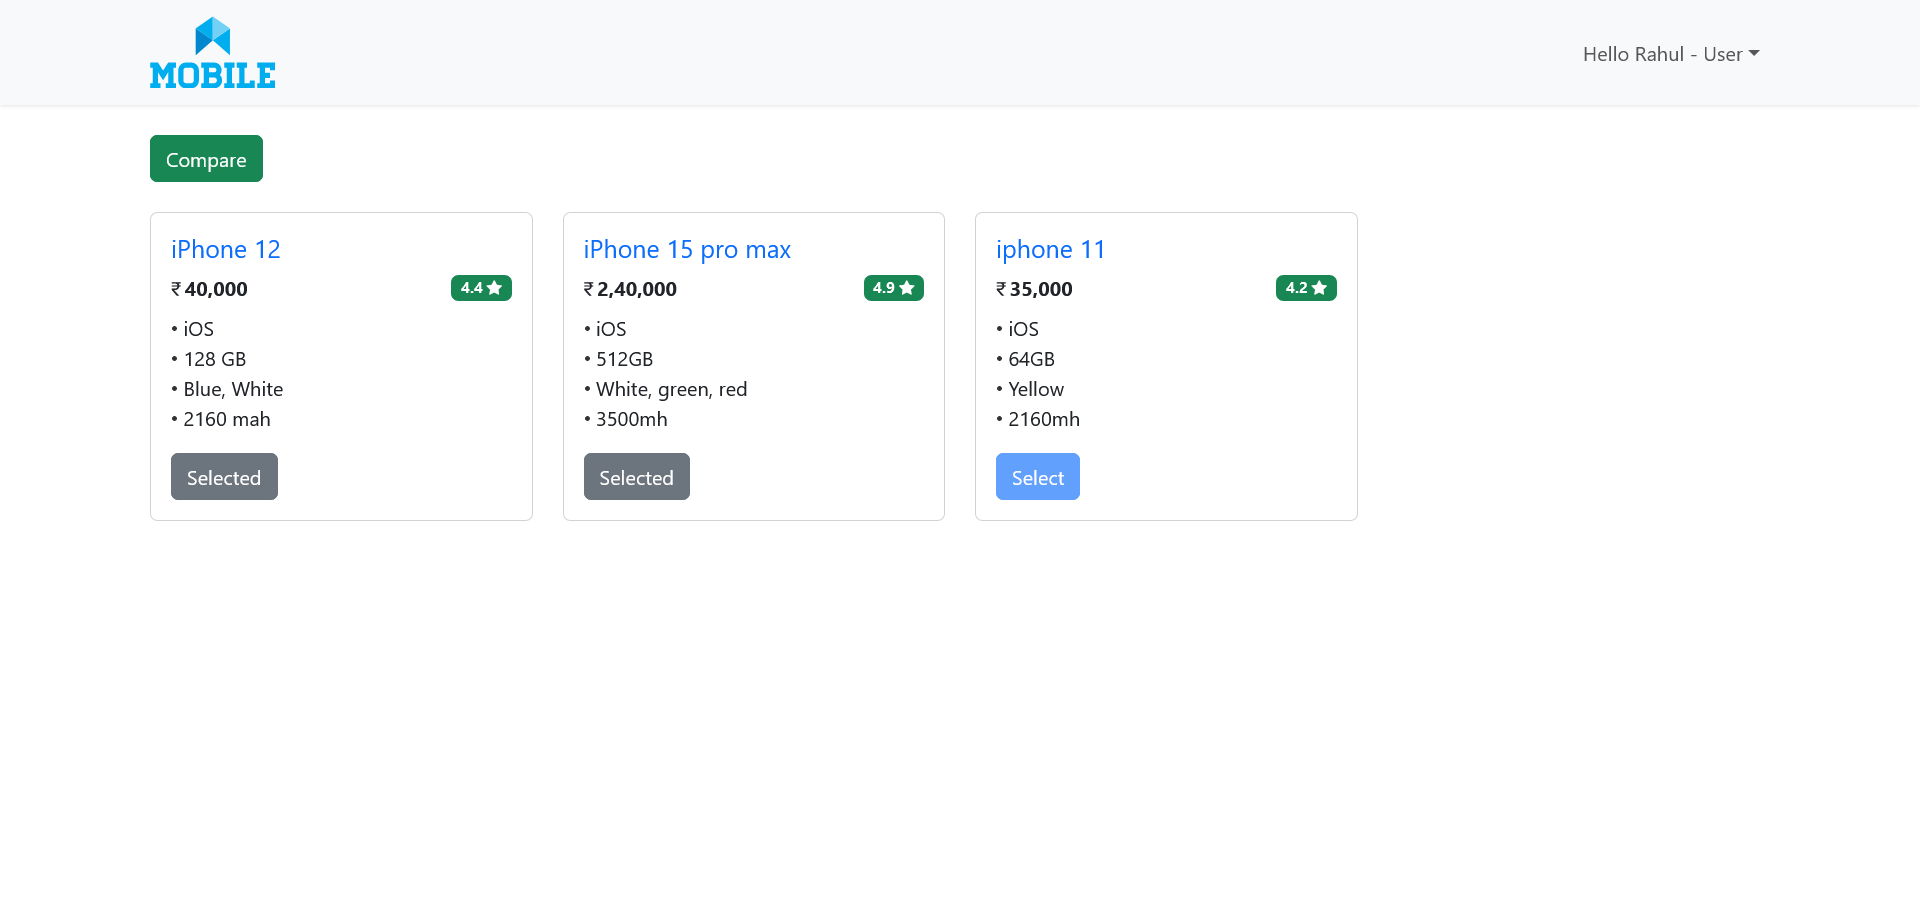 MOBILE
Hello Rahul - User
Compare
iPhone 12
₹ 40,000
4.4
• iOS
• 128 GB
• Blue, White
• 2160 mah
Selected
iPhone 15 pro max
₹ 2,40,000
4.9
• iOS
• 512GB
• White, green, red
• 3500mh
Selected
iphone 11
₹ 35,000
4.2
• iOS
• 64GB
• Yellow
• 2160mh
Select